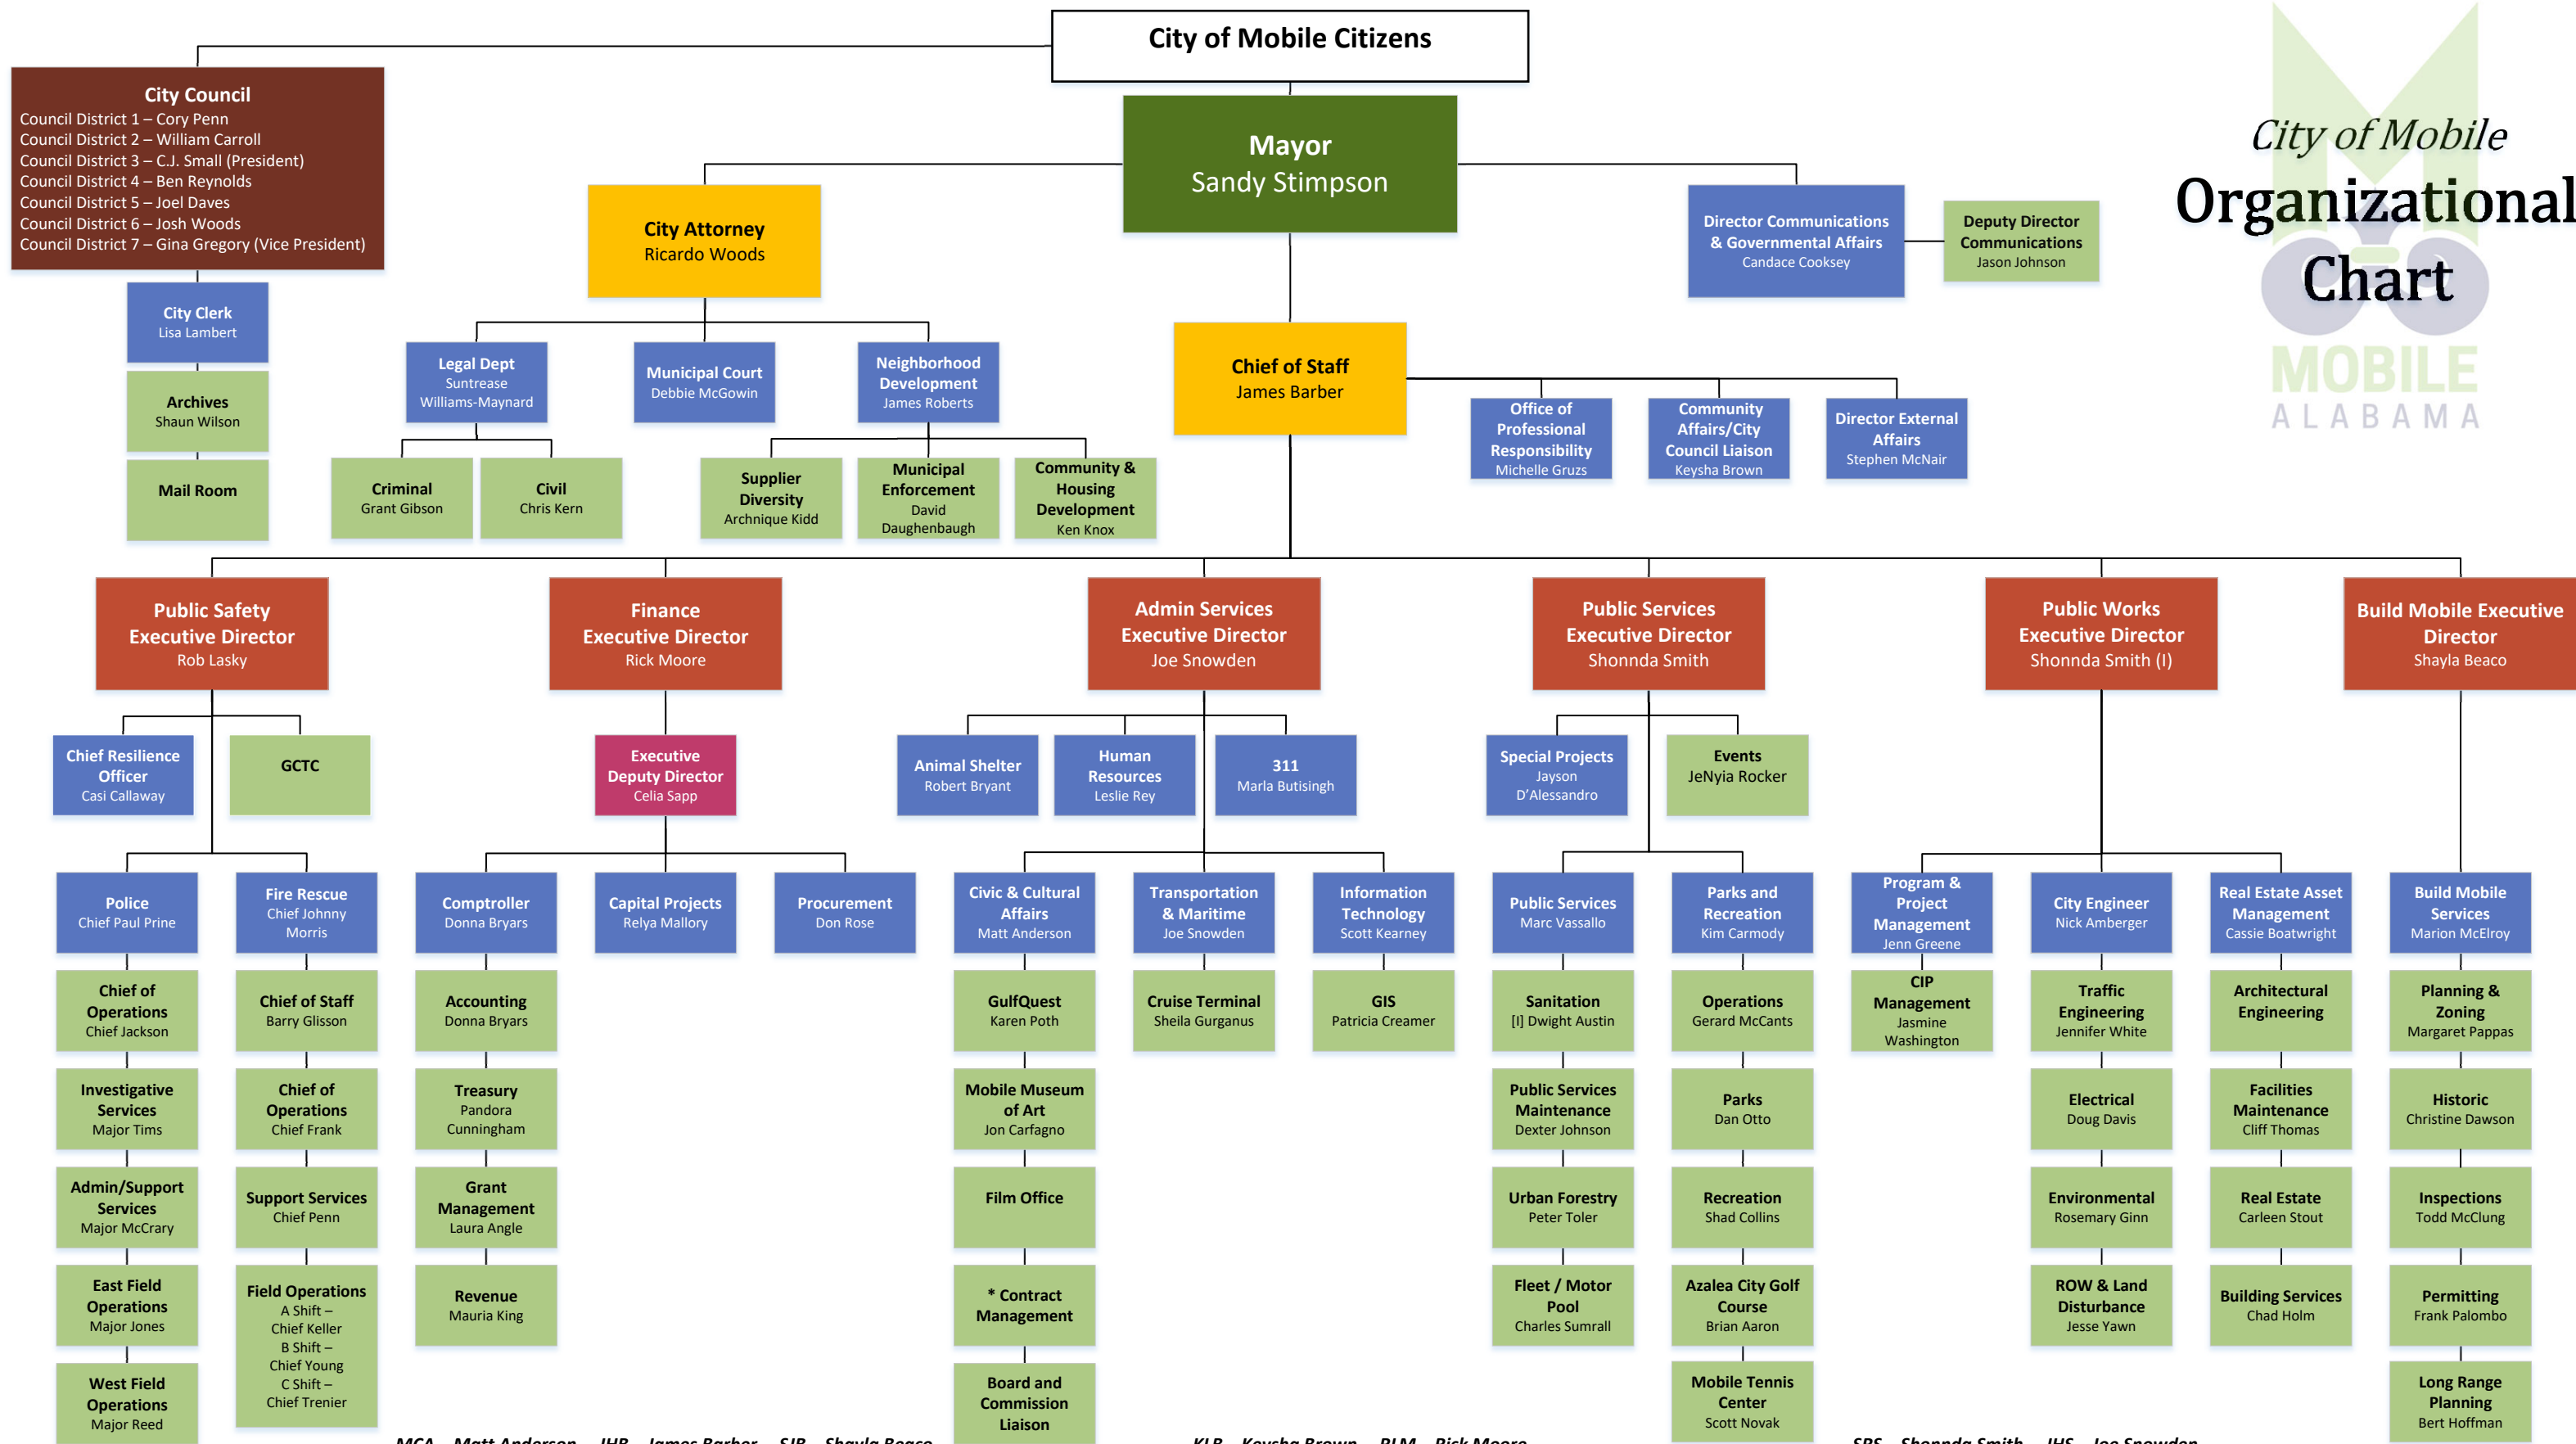 City of Mobile Citizens
City Council
Council District 1 – Cory Penn
Council District 2 – William Carroll
Council District 3 – C.J. Small (President)
Council District 4 – Ben Reynolds
Council District 5 – Joel Daves
Council District 6 – Josh Woods
Council District 7 – Gina Gregory (Vice President)
Mayor
Sandy Stimpson
City of Mobile
Organizational
Chart
MOBILE
ALABAMA
City Attorney
Ricardo Woods
Director Communications
& Governmental Affairs
Candace Cooksey
Deputy Director
Communications
Jason Johnson
City Clerk
Lisa Lambert
Archives
Shaun Wilson
Mail Room
Legal Dept
Suntrease
Williams-Maynard
Municipal Court
Debbie McGowin
Neighborhood
Development
James Roberts
Chief of Staff
James Barber
Office of
Professional
Responsibility
Michelle Gruzs
Community
Affairs/City
Council Liaison
Keysha Brown
Director External
Affairs
Stephen McNair
Criminal
Grant Gibson
Civil
Chris Kern
Supplier
Diversity
Archnique Kidd
Municipal
Enforcement
David
Daughenbaugh
Community &
Housing
Development
Ken Knox
Public Safety
Executive Director
Rob Lasky
Finance
Executive Director
Rick Moore
Admin Services
Executive Director
Joe Snowden
Public Services
Executive Director
Shonnda Smith
Public Works
Executive Director
Shonnda Smith (I)
Build Mobile Executive
Director
Shayla Beaco
Chief Resilience
Officer
Casi Callaway
GCTC
Executive
Deputy Director
Celia Sapp
Animal Shelter
Robert Bryant
Human
Resources
Leslie Rey
311
Marla Butisingh
Special Projects
Jayson
D’Alessandro
Events
JeNyia Rocker
Police
Chief Paul Prine
Fire Rescue
Chief Johnny
Morris
Comptroller
Donna Bryars
Capital Projects
Relya Mallory
Procurement
Don Rose
Civic & Cultural
Affairs
Matt Anderson
Transportation
& Maritime
Joe Snowden
Information
Technology
Scott Kearney
Public Services
Marc Vassallo
Parks and
Recreation
Kim Carmody
Program &
Project
Management
Jenn Greene
City Engineer
Nick Amberger
Real Estate Asset
Management
Cassie Boatwright
Build Mobile
Services
Marion McElroy
Chief of
Operations
Chief Jackson
Chief of Staff
Barry Glisson
Accounting
Donna Bryars
GulfQuest
Karen Poth
Cruise Terminal
Sheila Gurganus
GIS
Patricia Creamer
Sanitation
[I] Dwight Austin
Operations
Gerard McCants
CIP
Management
Jasmine
Washington
Traffic
Engineering
Jennifer White
Architectural
Engineering
Planning &
Zoning
Margaret Pappas
Investigative
Services
Major Tims
Chief of
Operations
Chief Frank
Treasury
Pandora
Cunningham
Mobile Museum
of Art
Jon Carfagno
Public Services
Maintenance
Dexter Johnson
Parks
Dan Otto
Electrical
Doug Davis
Facilities
Maintenance
Cliff Thomas
Historic
Christine Dawson
Admin/Support
Services
Major McCrary
Support Services
Chief Penn
Grant
Management
Laura Angle
Film Office
Urban Forestry
Peter Toler
Recreation
Shad Collins
Environmental
Rosemary Ginn
Real Estate
Carleen Stout
Inspections
Todd McClung
East Field
Operations
Major Jones
Field Operations
A Shift –
Chief Keller
B Shift –
Chief Young
C Shift –
Chief Trenier
Revenue
Mauria King
* Contract
Management
Fleet / Motor
Pool
Charles Sumrall
Azalea City Golf
Course
Brian Aaron
ROW & Land
Disturbance
Jesse Yawn
Building Services
Chad Holm
Permitting
Frank Palombo
West Field
Operations
Major Reed
Board and
Commission
Liaison
Mobile Tennis
Center
Scott Novak
Long Range
Planning
Bert Hoffman
MCA – Matt Anderson JHB – James Barber SJB – Shayla Beaco KLB – Keysha Brown RLM – Rick Moore SRS – Shonnda Smith JHS – Joe Snowden